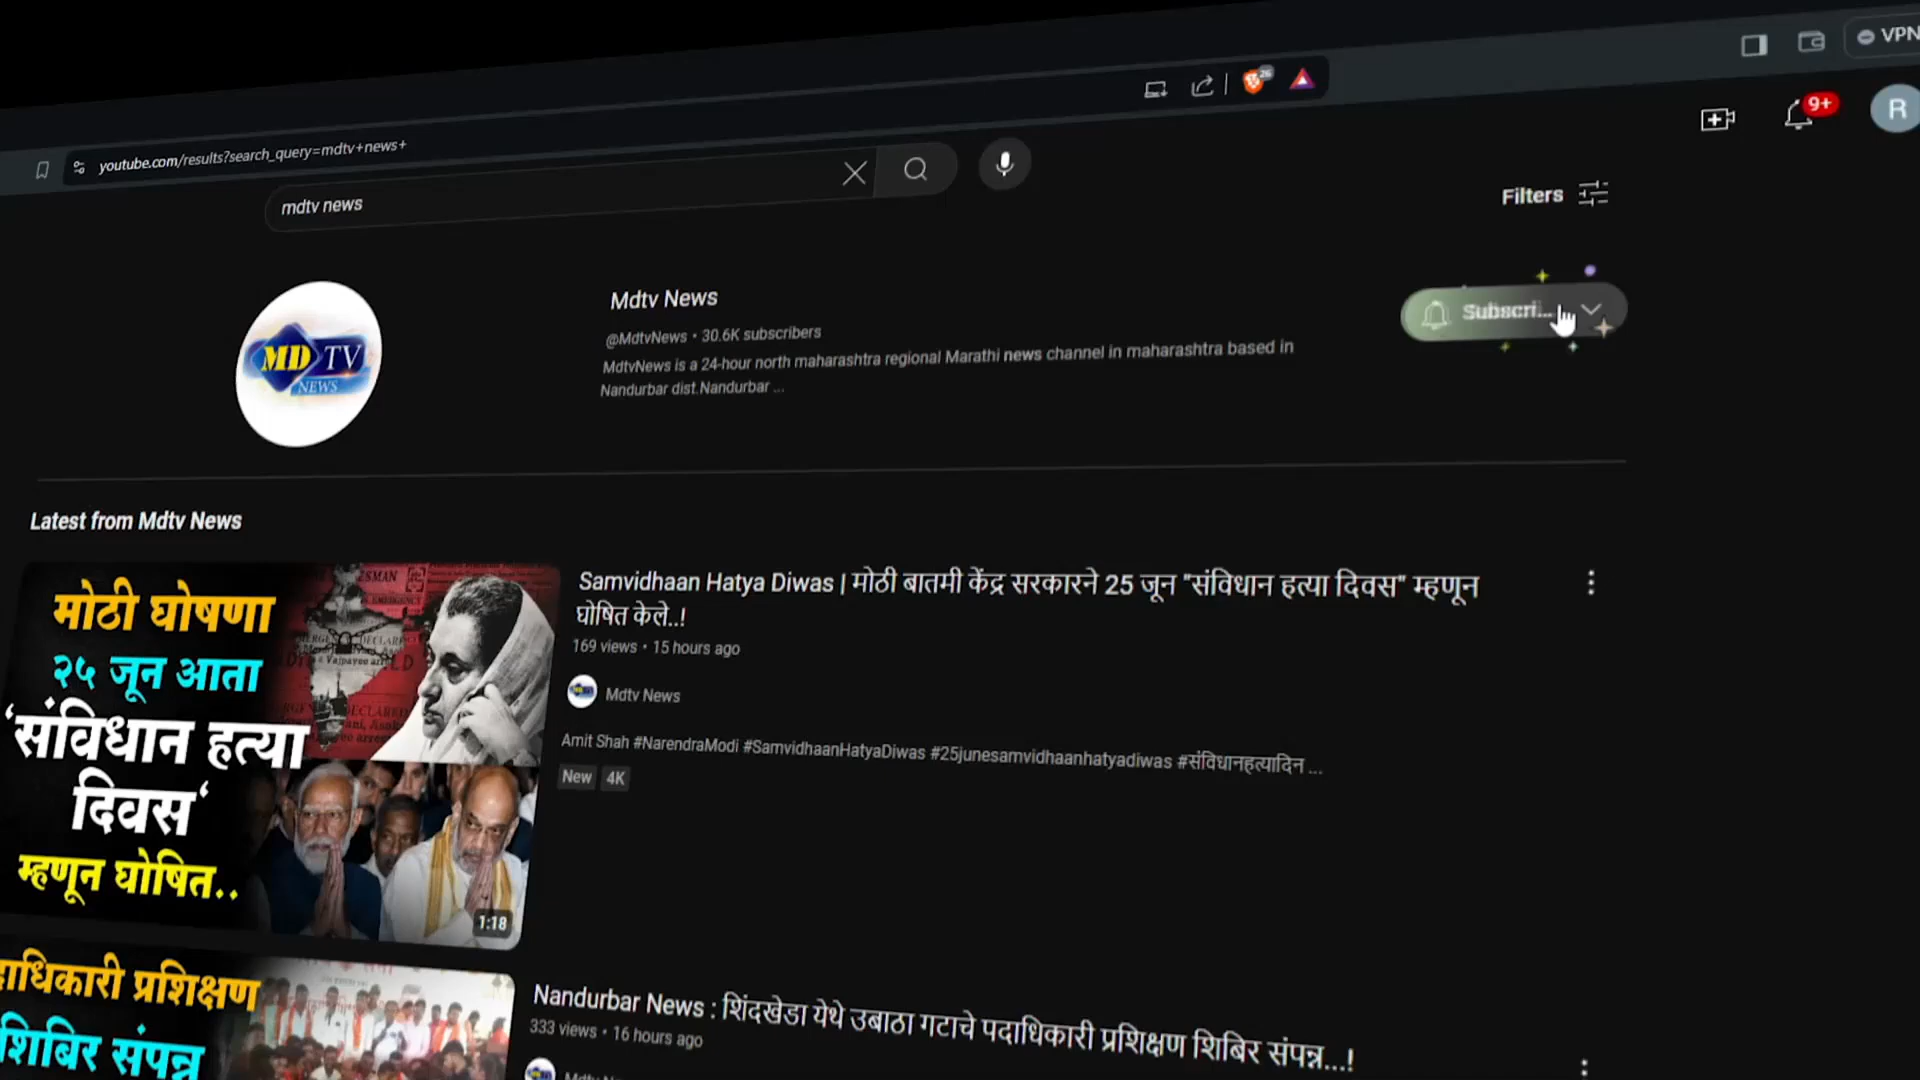 VPN
youtube.com/results?search_query=mdtv+news+
26
9+
R
mdtv news
Filters
MD TV
NEWS
Mdtv News
@MdtvNews • 30.6K subscribers
MdtvNews is a 24-hour north maharashtra regional Marathi news channel in maharashtra based in
Nandurbar dist.Nandurbar ...
Subscri...
Latest from Mdtv News
मोठी घोषणा
२५ जून आता
'संविधान हत्या
दिवस'
म्हणून घोषित..
1:18
Samvidhaan Hatya Diwas | मोठी बातमी केंद्र सरकारने 25 जून "संविधान हत्या दिवस" म्हणून
घोषित केले..!
169 views • 15 hours ago
Mdtv News
Amit Shah #NarendraModi #SamvidhaanHatyaDiwas #25junesamvidhaanhatyadiwas #संविधानहत्यादिन ...
New 4K
प्रशिक्षण
शिबिर संपन्न
Nandurbar News : शिंदखेडा येथे उबाठा गटाचे पदाधिकारी प्रशिक्षण शिबिर संपन्न...!
333 views • 16 hours ago